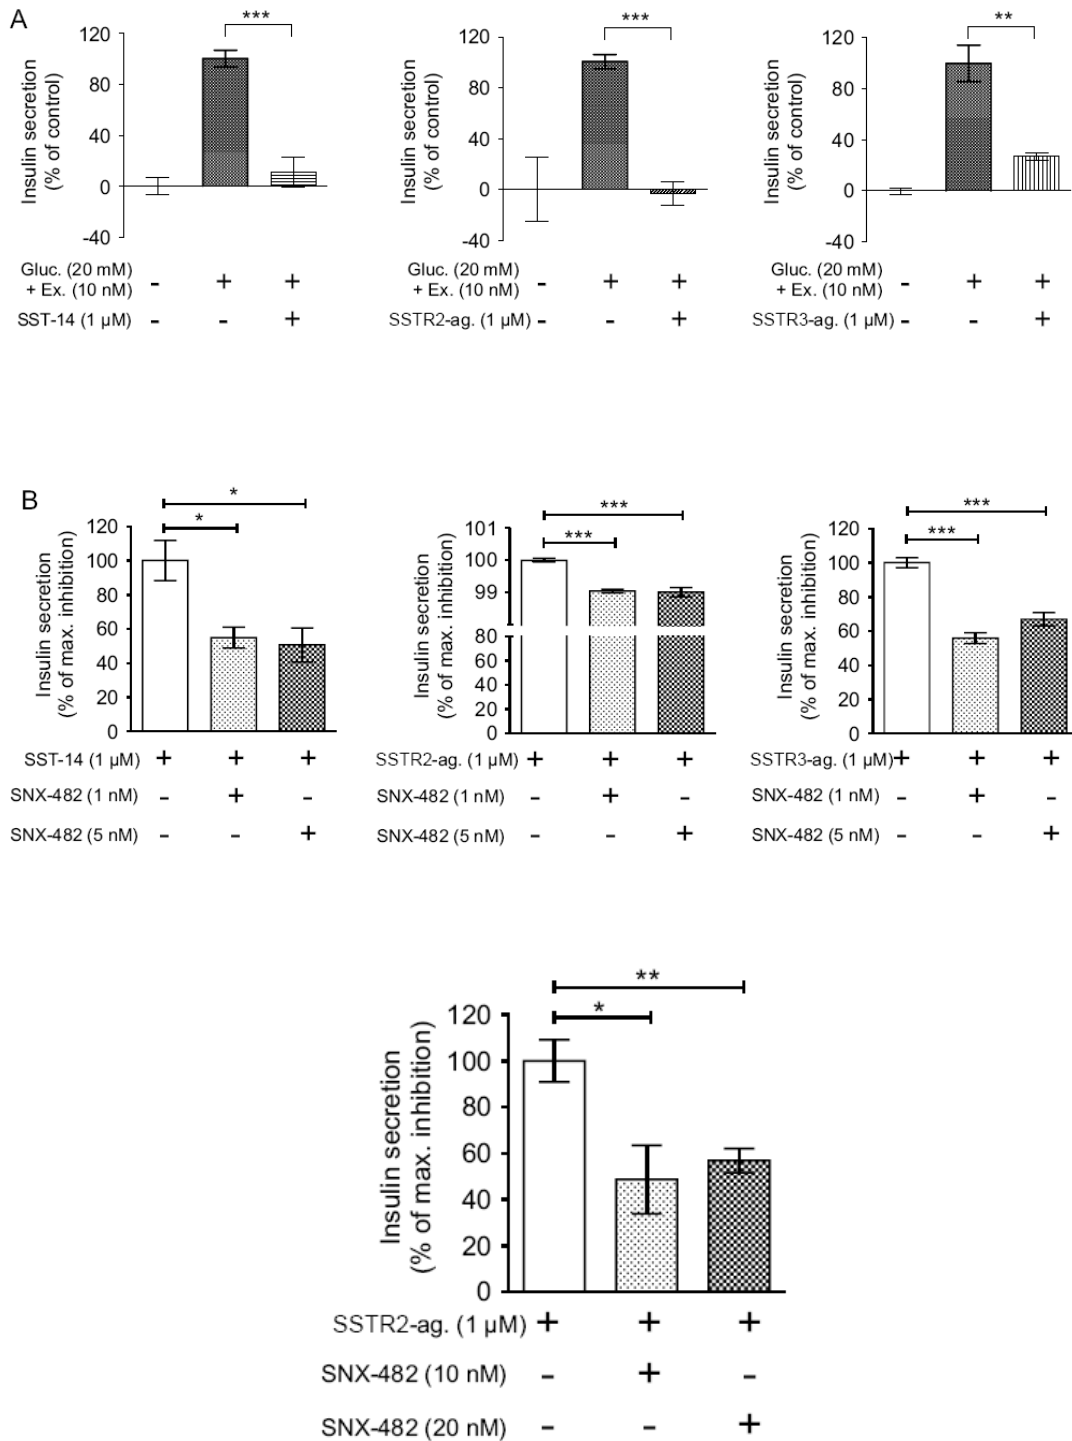 A
***
***
**
Insulin secretion
(% of control)
120
80
40
0
-40
Insulin secretion
(% of control)
120
80
40
0
-40
Insulin secretion
(% of control)
120
80
40
0
-40
Gluc. (20 mM)
+ Ex. (10 nM)
- + +
SST-14 (1 µM) - - +
Gluc. (20 mM)
+ Ex. (10 nM)
- + +
SSTR2-ag. (1 µM) - - +
Gluc. (20 mM)
+ Ex. (10 nM)
- + +
SSTR3-ag. (1 µM) - - +
B
*
*
Insulin secretion
(% of max. inhibition)
120
100
80
60
40
20
0
SST-14 (1 µM) + + +
SNX-482 (1 nM) - + -
SNX-482 (5 nM) - - +
***
***
Insulin secretion
(% of max. inhibition)
101
100
99
80
60
40
20
0
SSTR2-ag. (1 µM) + + +
SNX-482 (1 nM) - + -
SNX-482 (5 nM) - - +
***
***
Insulin secretion
(% of max. inhibition)
120
100
80
60
40
20
0
SSTR3-ag. (1 µM) + + +
SNX-482 (1 nM) - + -
SNX-482 (5 nM) - - +
**
*
Insulin secretion
(% of max. inhibition)
120
100
80
60
40
20
0
SSTR2-ag. (1 µM) + + +
SNX-482 (10 nM) - + -
SNX-482 (20 nM) - - +